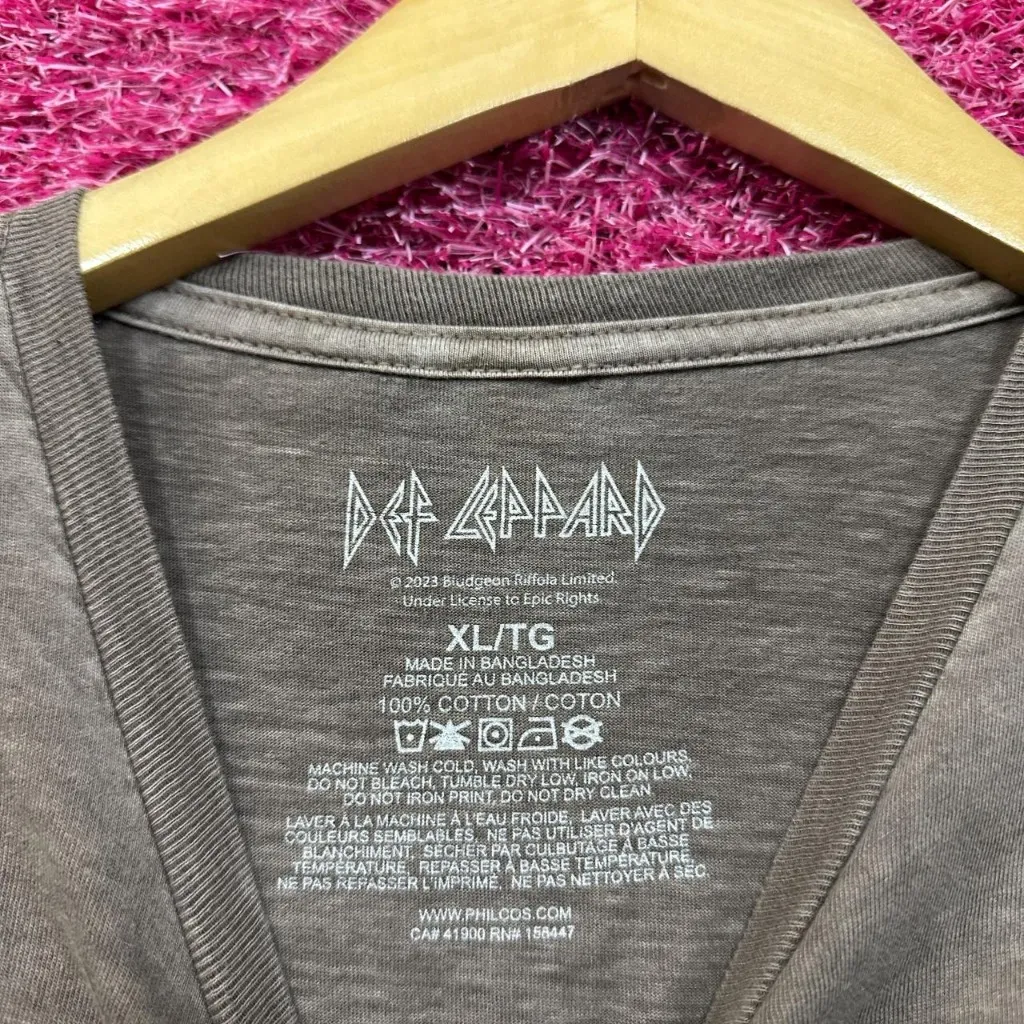 DEF LEPPARD
© 2023 Bludgeon Riffola Limited.
Under License to Epic Rights.
XL/TG
MADE IN BANGLADESH
FABRIQUÉ AU BANGLADESH
100% COTTON / COTON
MACHINE WASH COLD, WASH WITH LIKE COLOURS,
DO NOT BLEACH, TUMBLE DRY LOW, IRON ON LOW,
DO NOT IRON PRINT, DO NOT DRY CLEAN
LAVER À LA MACHINE À L'EAU FROIDE, LAVER AVEC DES
COULEURS SEMBLABLES, NE PAS UTILISER D'AGENT DE
BLANCHIMENT, SÉCHER PAR CULBUTAGE À BASSE
TEMPÉRATURE, REPASSER À BASSE TEMPÉRATURE,
NE PAS REPASSER L'IMPRIMÉ, NE PAS NETTOYER À SEC.
WWW.PHILCOS.COM
CA# 41900 RN# 156447